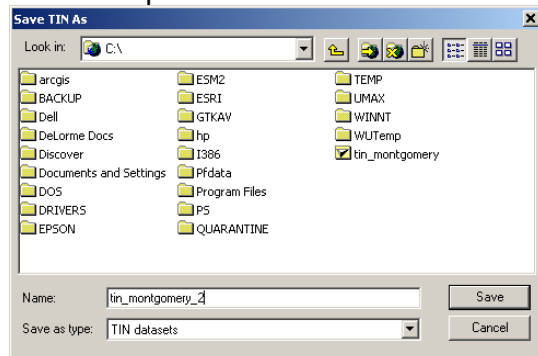 Save TIN As
Look in: C:\
arcgis ESM2 TEMP
BACKUP ESRI UMAX
Dell GTKAV WINNT
DeLorme Docs hp WUTemp
Discover I386 tin_montgomery
Documents and Settings Pfdata
DOS Program Files
DRIVERS PS
EPSON QUARANTINE
Name: tin_montgomery_2 Save
Save as type: TIN datasets Cancel